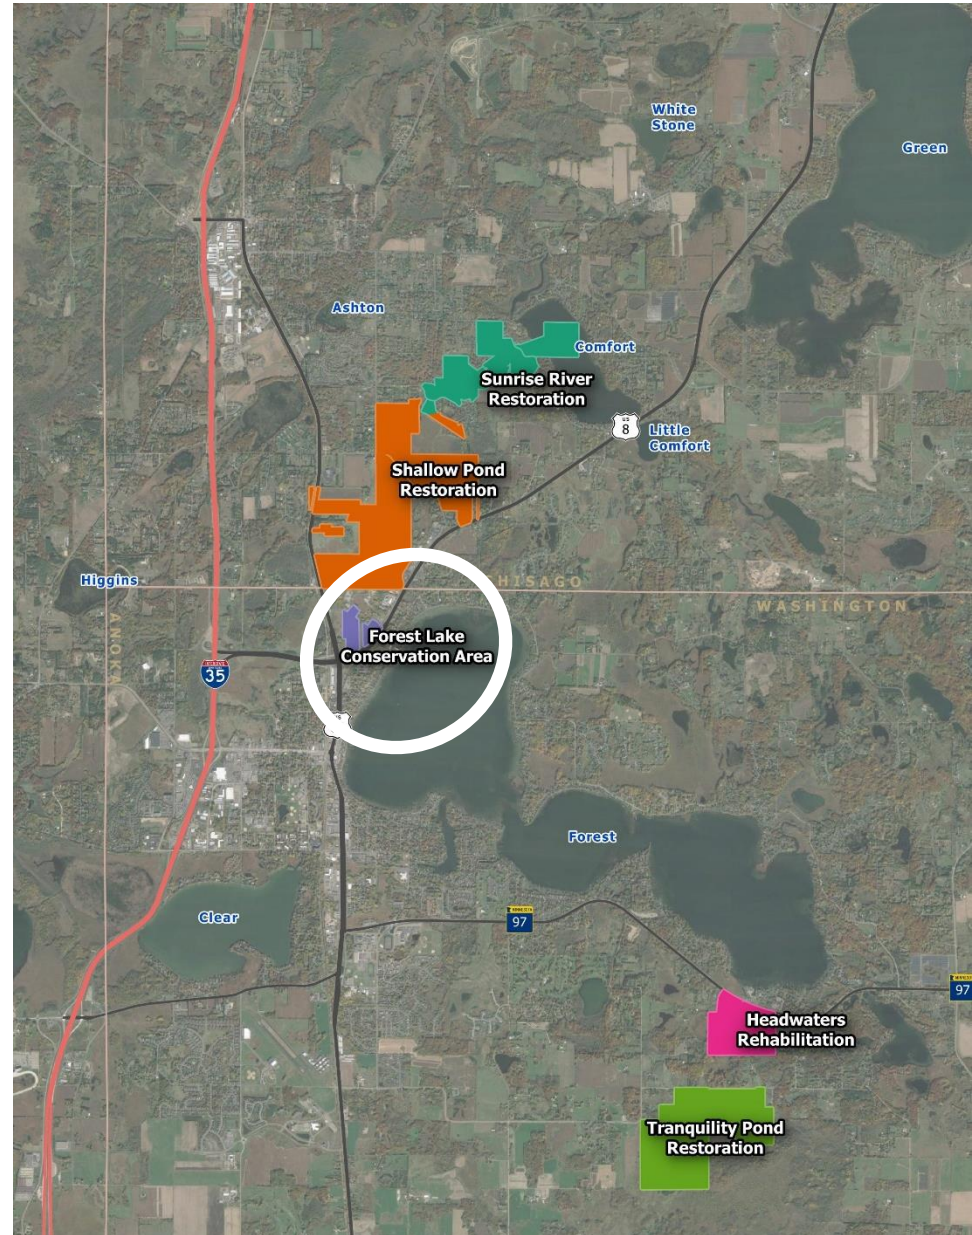 White
Stone
Green
Ashton
Comfort
Sunrise River
Restoration
US
8
Little
Comfort
Shallow Pond
Restoration
Higgins
CHISAGO
WASHINGTON
ANOKA
Forest Lake
Conservation Area
35
Forest
Clear
97
97
Headwaters
Rehabilitation
Tranquility Pond
Restoration